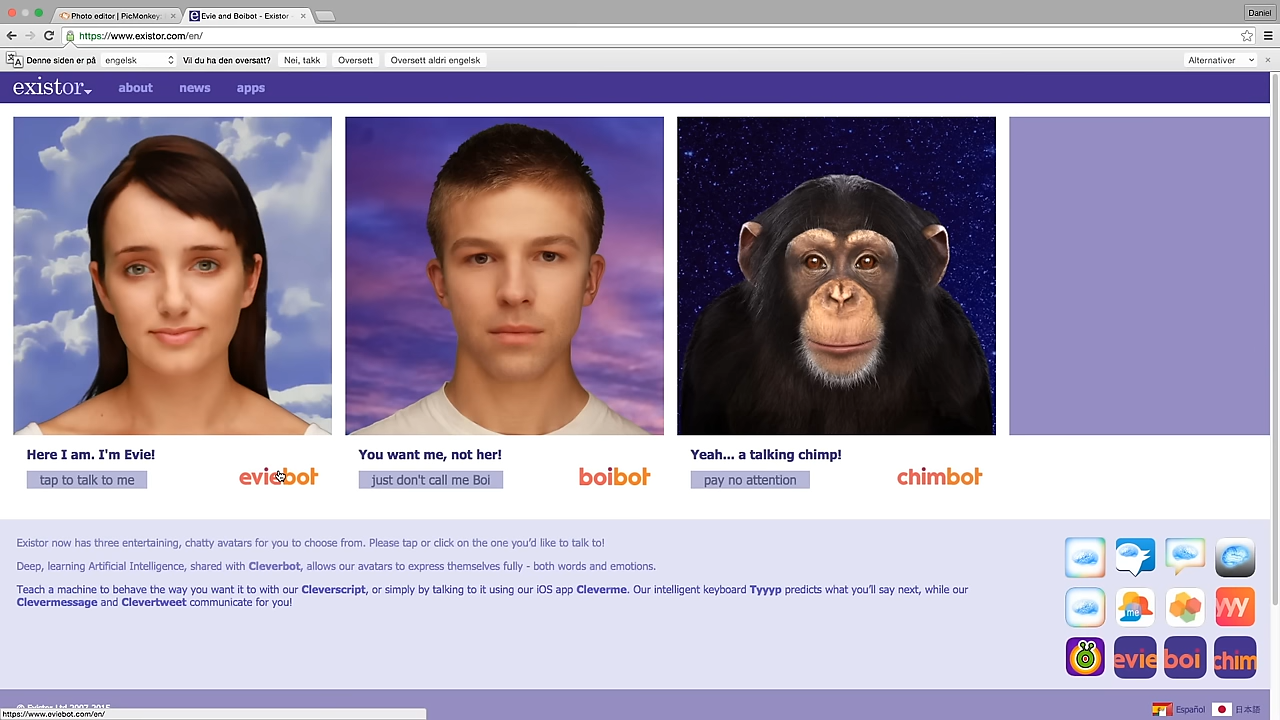 Photo editor | PicMonkey
Evie and Boibot - Existor
Daniel
https://www.existor.com/en/
Denne siden er på engelsk Vil du ha den oversatt? Nei, takk Oversett Oversett aldri engelsk Alternativer
existor about news apps
Here I am. I'm Evie!
tap to talk to me
eviebot
You want me, not her!
just don't call me Boi
boibot
Yeah... a talking chimp!
pay no attention
chimbot
Existor now has three entertaining, chatty avatars for you to choose from. Please tap or click on the one you'd like to talk to!
Deep, learning Artificial Intelligence, shared with Cleverbot, allows our avatars to express themselves fully - both words and emotions.
Teach a machine to behave the way you want it to with our Cleverscript, or simply by talking to it using our iOS app Cleverme. Our intelligent keyboard Tyyyp predicts what you'll say next, while our
Clevermessage and Clevertweet communicate for you!
me
yyy
evie boi chim
© Existor Ltd 2007-2015
https://www.eviebot.com/en/
Español 日本語